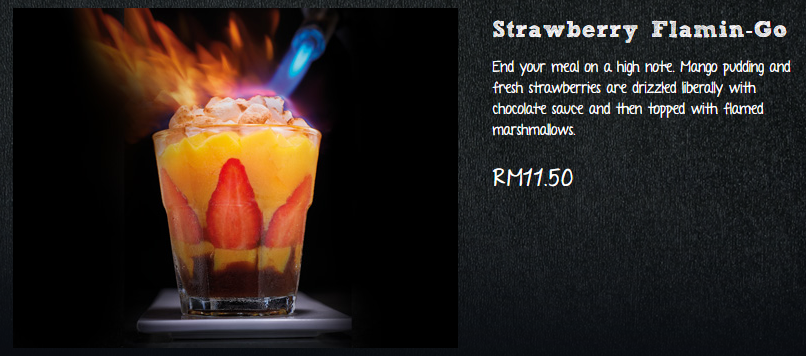 Strawberry Flamin-Go
End your meal on a high note. Mango pudding and
fresh strawberries are drizzled liberally with
chocolate sauce and then topped with flamed
marshmallows.
RM11.50